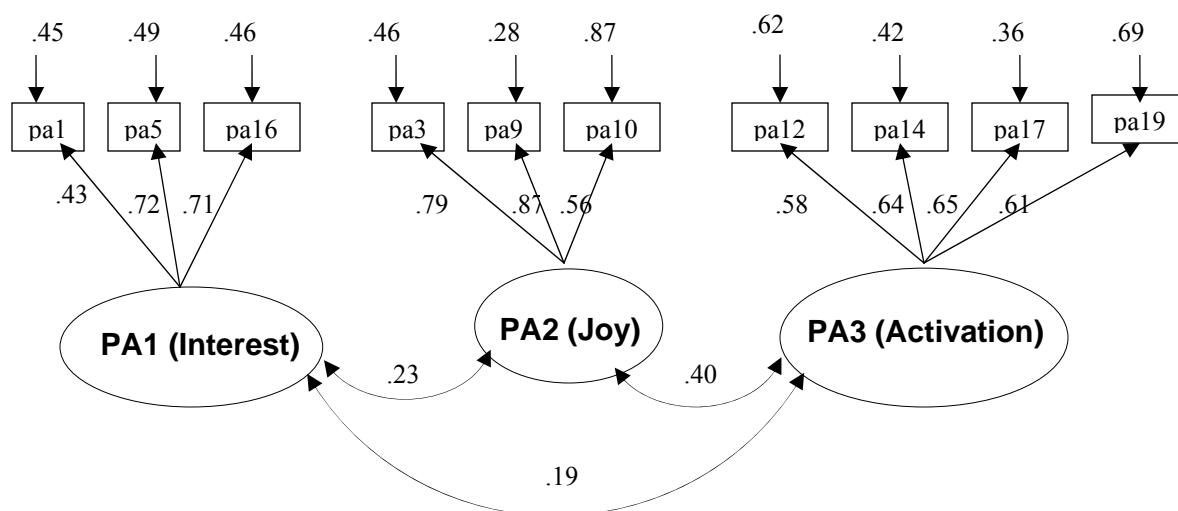 .45 .49 .46 .46 .28 .87 .62 .42 .36 .69
pa1 pa5 pa16 pa3 pa9 pa10 pa12 pa14 pa17 pa19
.43 .72 .71 .79 .87 .56 .58 .64 .65 .61
PA1 (Interest) PA2 (Joy) PA3 (Activation)
.23 .40
.19